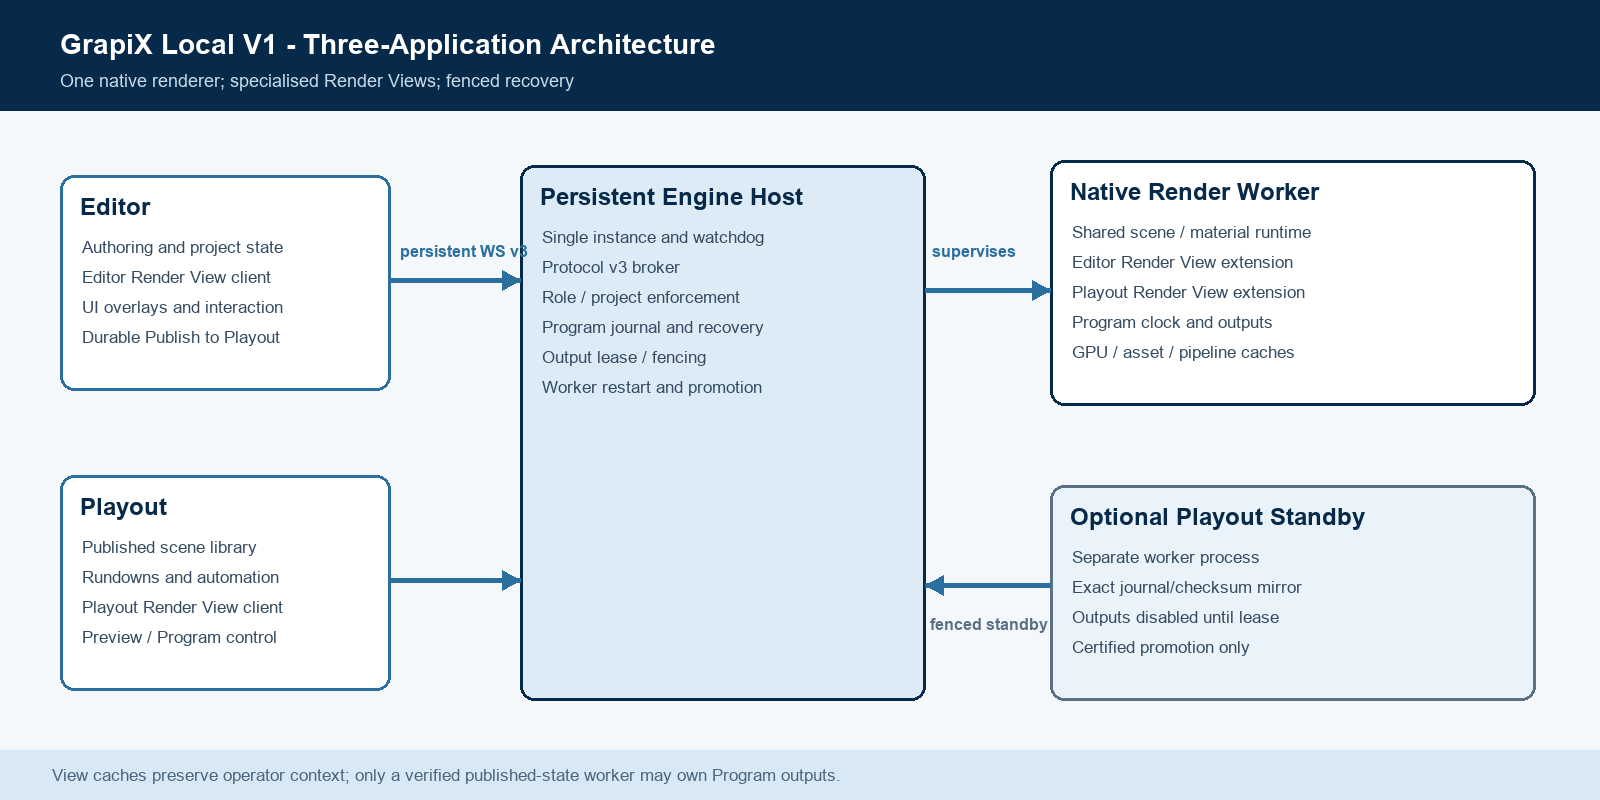 GrapiX Local V1 - Three-Application Architecture
One native renderer; specialised Render Views; fenced recovery
Editor
Authoring and project state
Editor Render View client
UI overlays and interaction
Durable Publish to Playout
persistent WS v3
Persistent Engine Host
Single instance and watchdog
Protocol v3 broker
Role / project enforcement
Program journal and recovery
Output lease / fencing
Worker restart and promotion
supervises
Native Render Worker
Shared scene / material runtime
Editor Render View extension
Playout Render View extension
Program clock and outputs
GPU / asset / pipeline caches
Playout
Published scene library
Rundowns and automation
Playout Render View client
Preview / Program control
fenced standby
Optional Playout Standby
Separate worker process
Exact journal/checksum mirror
Outputs disabled until lease
Certified promotion only
View caches preserve operator context; only a verified published-state worker may own Program outputs.